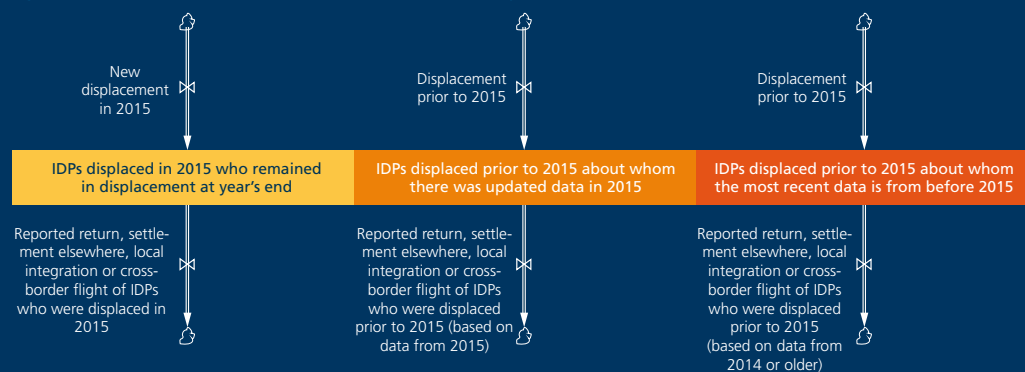 New
displacement
in 2015
Displacement
prior to 2015
Displacement
prior to 2015
IDPs displaced in 2015 who remained
in displacement at year's end
IDPs displaced prior to 2015 about whom
there was updated data in 2015
IDPs displaced prior to 2015 about whom
the most recent data is from before 2015
Reported return, settle-
ment elsewhere, local
integration or cross-
border flight of IDPs
who were displaced in
2015
Reported return, settle-
ment elsewhere, local
integration or cross-
border flight of IDPs
who were displaced
prior to 2015 (based on
data from 2015)
Reported return, settle-
ment elsewhere, local
integration or cross-
border flight of IDPs
who were displaced
prior to 2015
(based on data from
2014 or older)